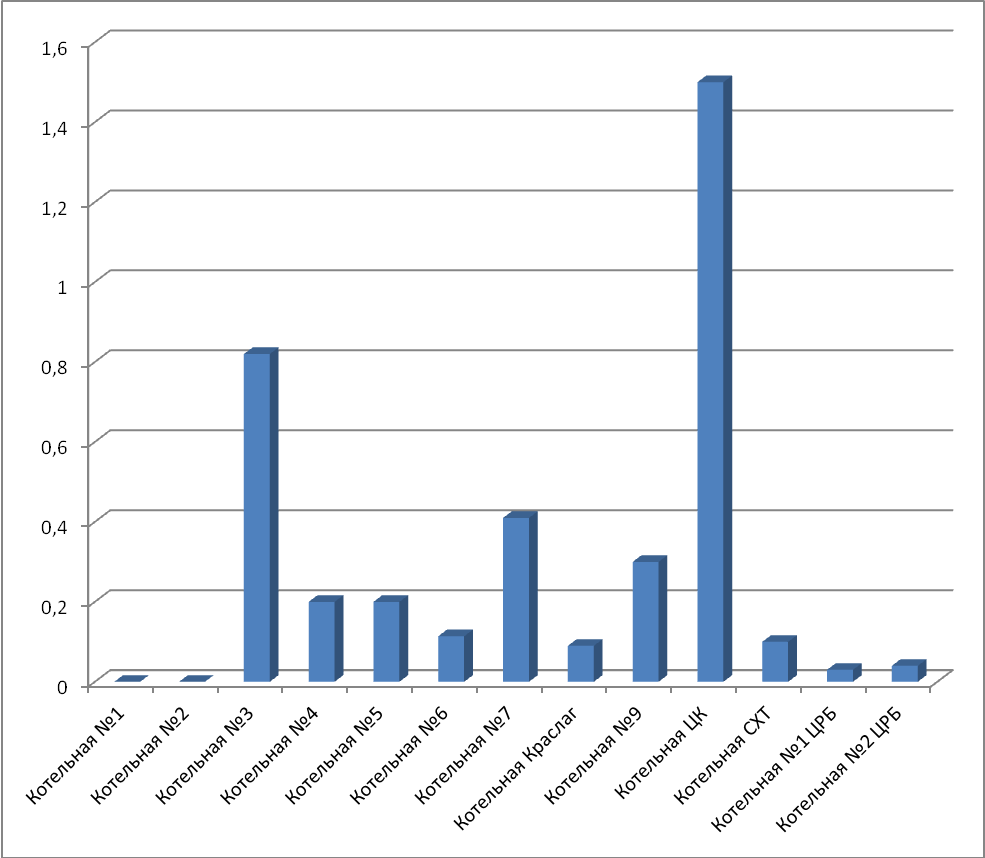 1,6
1,4
1,2
1
0,8
0,6
0,4
0,2
0
Котельная №1
Котельная №2
Котельная №3
Котельная №4
Котельная №5
Котельная №6
Котельная №7
Котельная Краслаг
Котельная №9
Котельная ЦК
Котельная СХТ
Котельная №1 ЦРБ
Котельная №2 ЦРБ